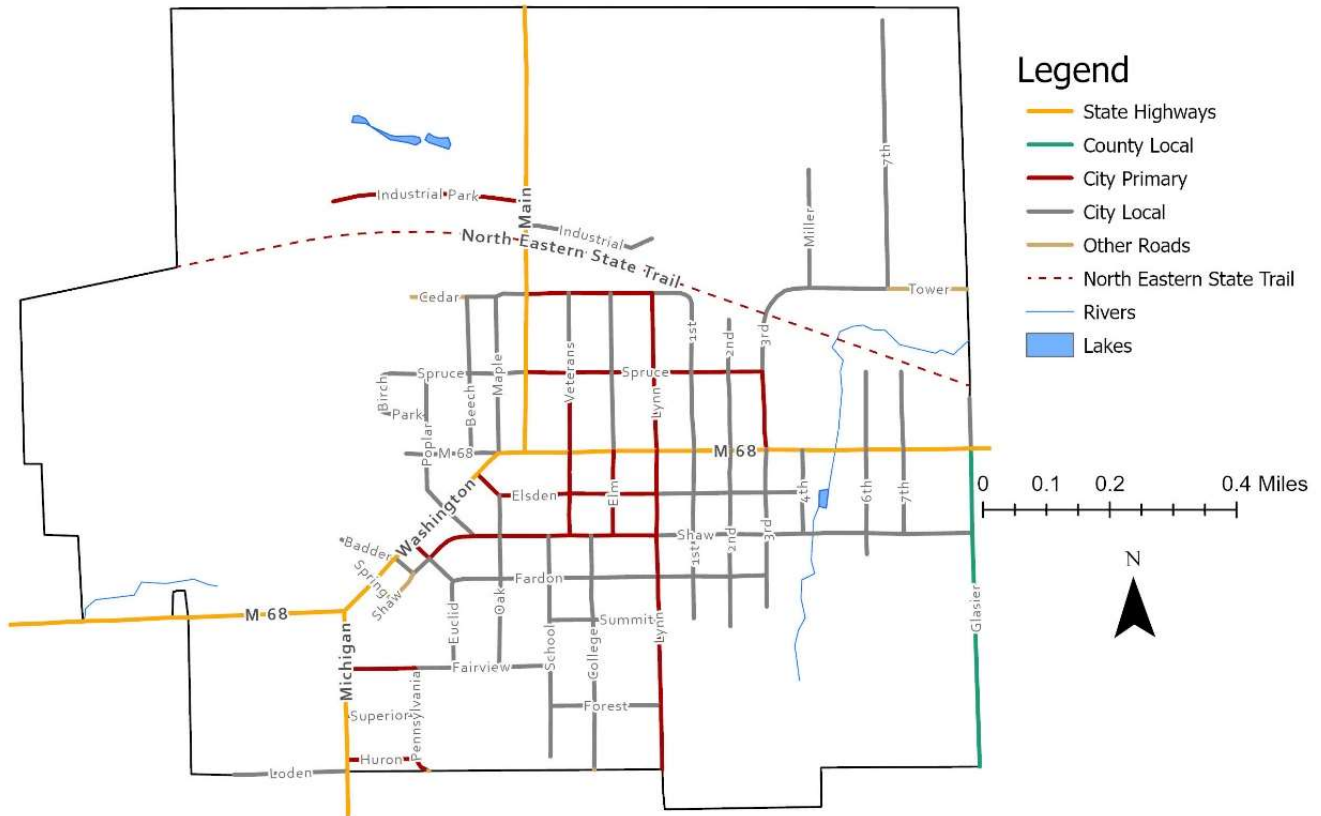 Legend
State Highways
County Local
City Primary
City Local
Other Roads
North Eastern State Trail
Rivers
Lakes
0 0.1 0.2 0.4 Miles
N
7th
Industrial Park
Main
Miller
Industrial
North Eastern State Trail
Cedar
Tower
1st
2nd
3rd
Maple
Veterans
Spruce
Spruce
Birch
Beech
Lynn
Park
Poplar
M-68
M-68
Washington
Elsden
Elm
4th
6th
7th
Shaw
1st
2nd
3rd
Badder
Springs
Shaw
Fardon
Oak
Euclid
Summit
Glasier
M-68
Michigan
School
College
Lynn
Fairview
Pennsylvania
Superior
Forest
Huron
Loden